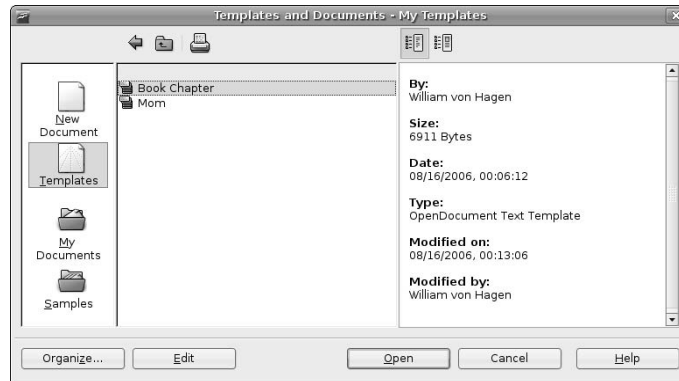 Templates and Documents - My Templates
New
Document
Templates
My
Documents
Samples
Book Chapter
Mom
By:
William von Hagen
Size:
6911 Bytes
Date:
08/16/2006, 00:06:12
Type:
OpenDocument Text Template
Modified on:
08/16/2006, 00:13:06
Modified by:
William von Hagen
Organize...
Edit
Open
Cancel
Help